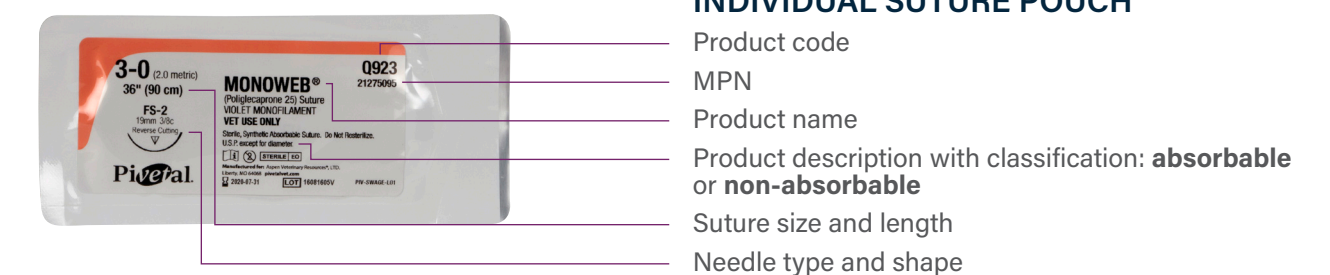 INDIVIDUAL SUTURE POUCH
3-0 (2.0 metric)
36" (90 cm)
FS-2
19mm 3/8c
Reverse Cutting
Pivetal
MONOWEB®
(Poliglecaprone 25) Suture
VIOLET MONOFILAMENT
VET USE ONLY
Sterile, Synthetic Absorbable Suture. Do Not Resterilize.
U.S.P. except for diameter
STERILE EO
Manufactured for: Aspen Veterinary Resources®, LTD.
Liberty, MO 64068 pivetalvet.com
2020-07-31 LOT 16081605V PIV-SWAGE-L01
Q923
21275095
Product code
MPN
Product name
Product description with classification: absorbable
or non-absorbable
Suture size and length
Needle type and shape